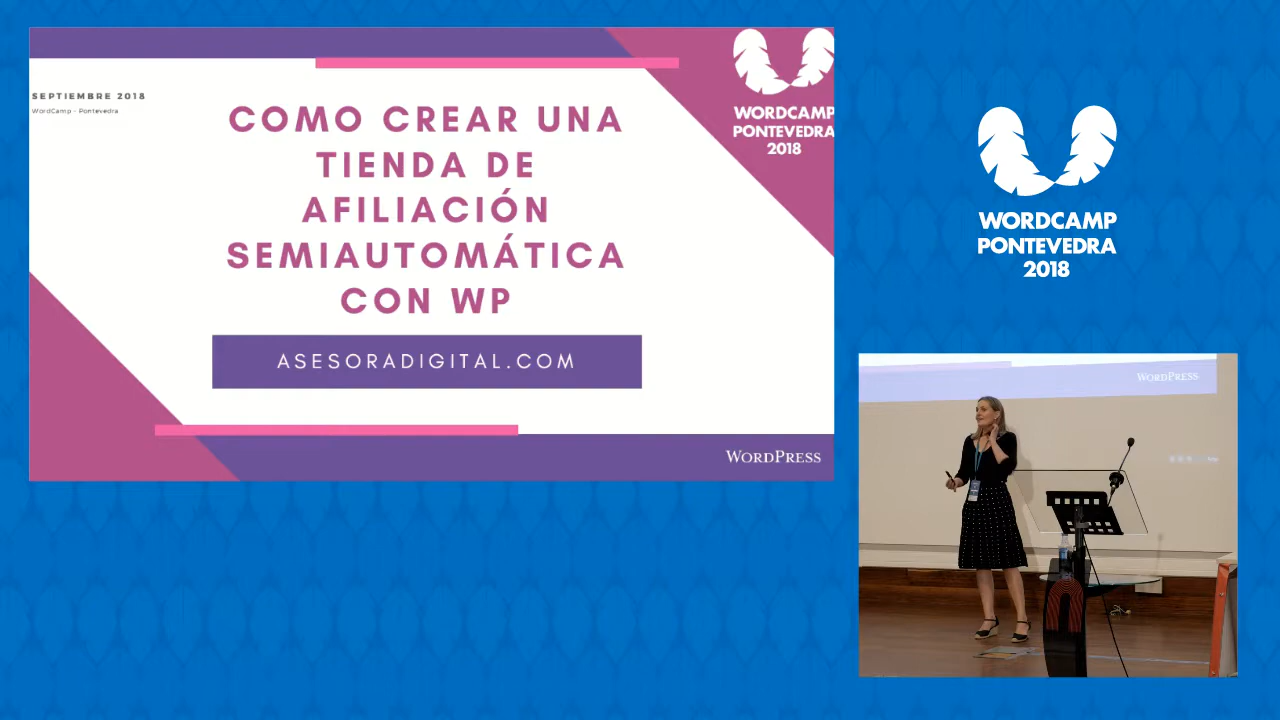 SEPTIEMBRE 2018
WordCamp - Pontevedra
COMO CREAR UNA
TIENDA DE
AFILIACIÓN
SEMIAUTOMÁTICA
CON WP
ASESORADIGITAL.COM
WORDPRESS
WORDCAMP
PONTEVEDRA
2018
WORDCAMP
PONTEVEDRA
2018
WORDPRESS